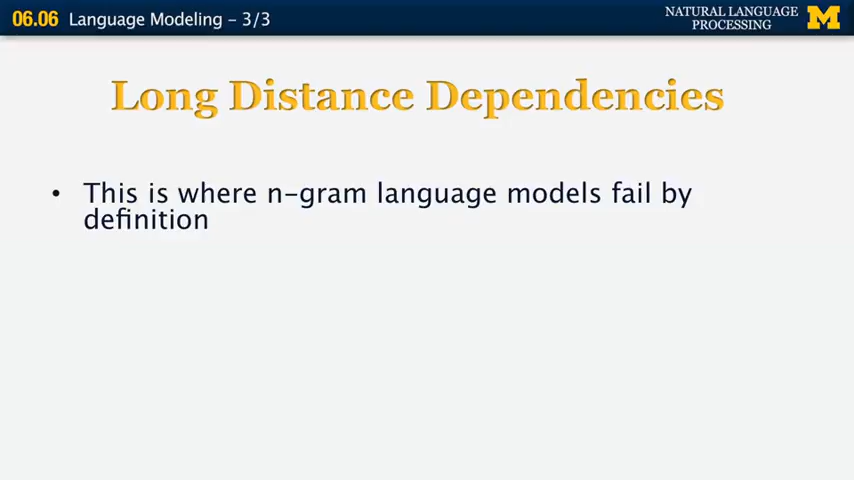 06.06 Language Modeling – 3/3
NATURAL LANGUAGE
PROCESSING
M
Long Distance Dependencies
• This is where n-gram language models fail by
definition